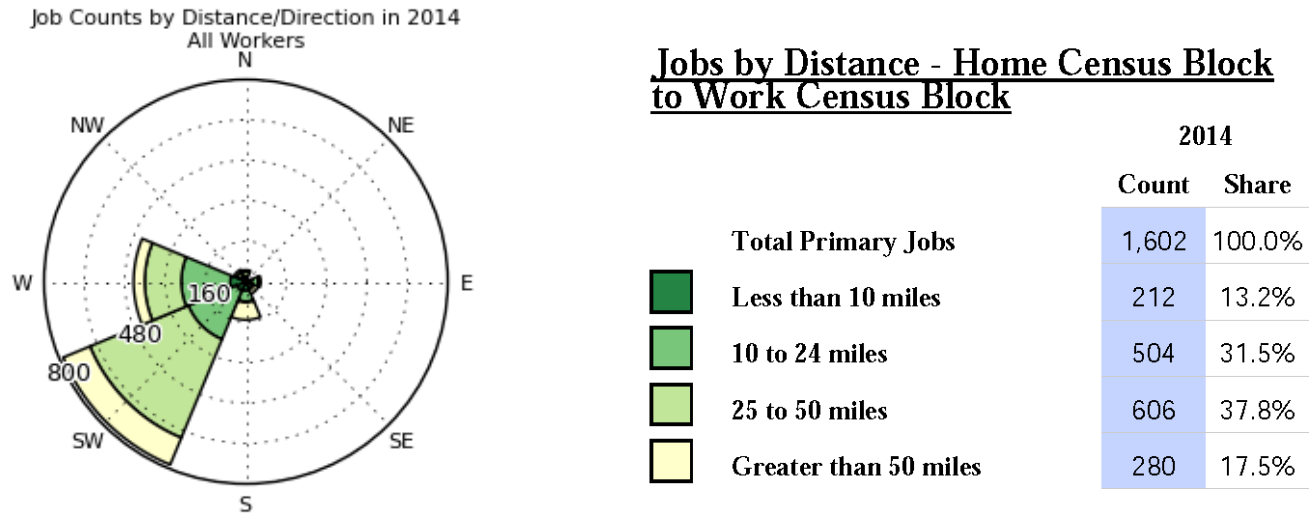 Job Counts by Distance/Direction in 2014
All Workers
N
NW
NE
W
E
160
480
800
SW
SE
S
Jobs by Distance - Home Census Block
to Work Census Block
2014
Count Share
Total Primary Jobs 1,602 100.0%
Less than 10 miles 212 13.2%
10 to 24 miles 504 31.5%
25 to 50 miles 606 37.8%
Greater than 50 miles 280 17.5%